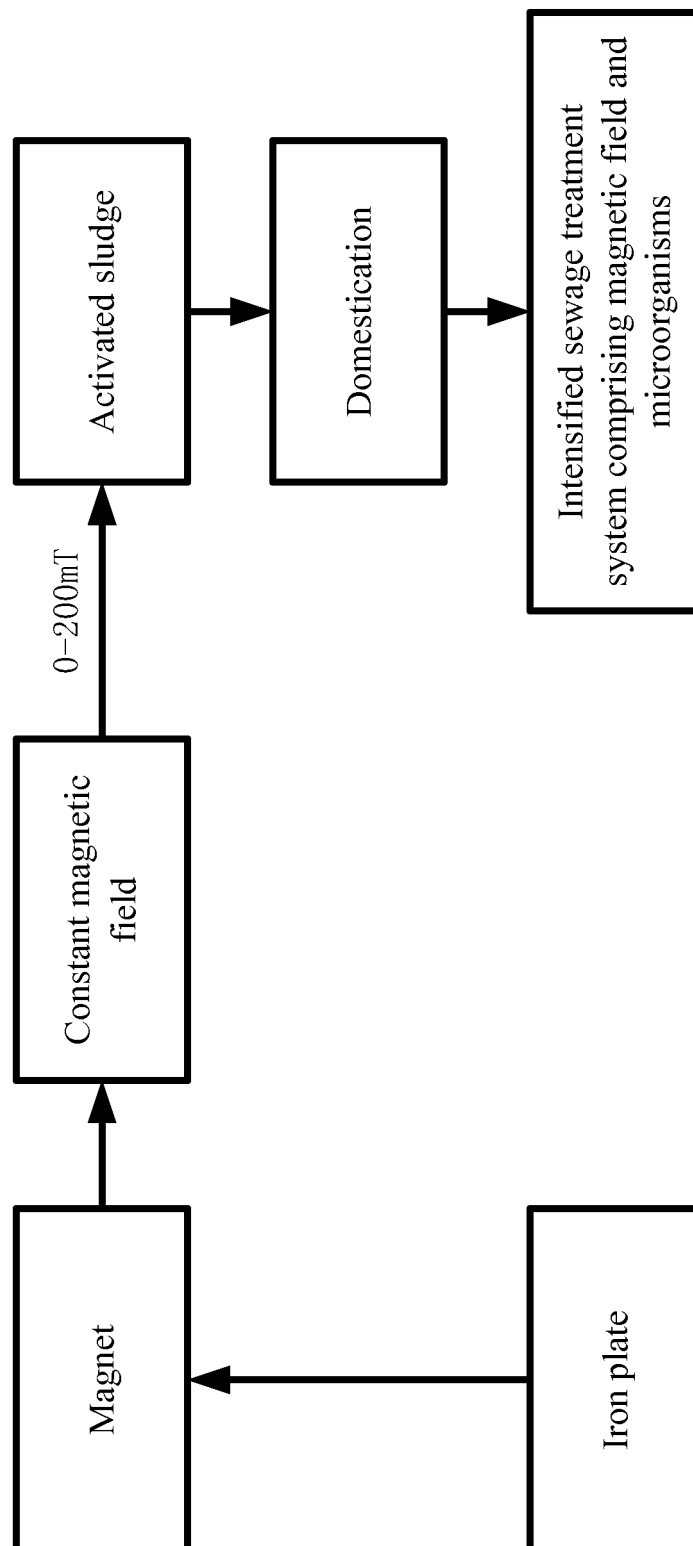 Magnet
Constant magnetic
field
0-200mT
Activated sludge
Iron plate
Domestication
Intensified sewage treatment
system comprising magnetic field and
microorganisms